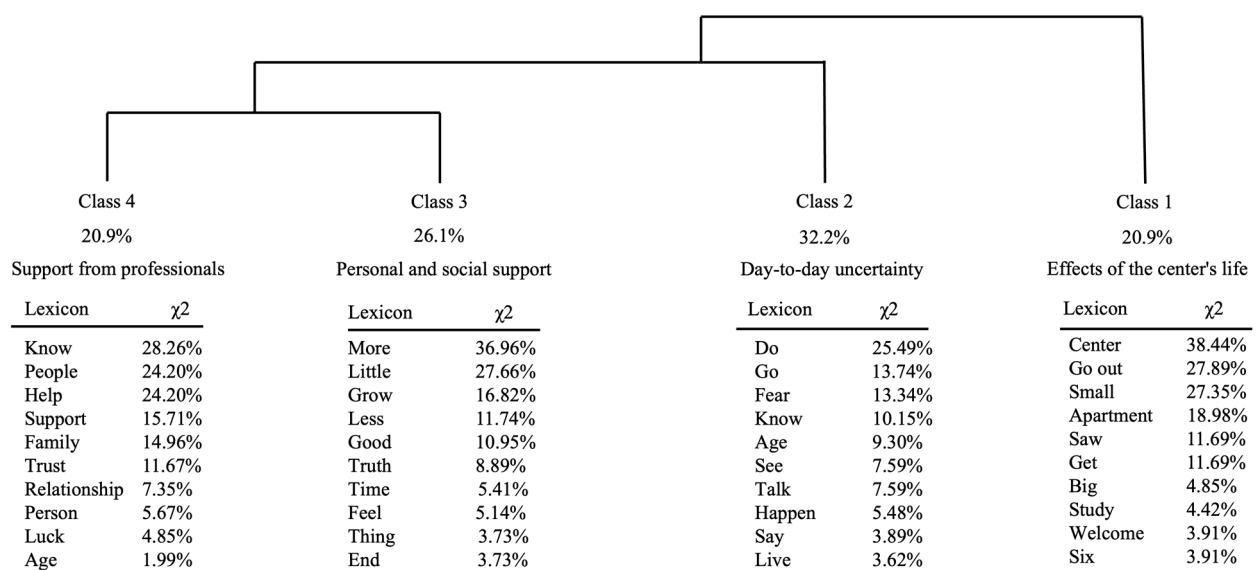 Class 4 Class 3 Class 2 Class 1
20.9% 26.1% 32.2% 20.9%
Support from professionals Personal and social support Day-to-day uncertainty Effects of the center's life
Lexicon χ2 Lexicon χ2 Lexicon χ2 Lexicon χ2
Know 28.26% More 36.96% Do 25.49% Center 38.44%
People 24.20% Little 27.66% Go 13.74% Go out 27.89%
Help 24.20% Grow 16.82% Fear 13.34% Small 27.35%
Support 15.71% Less 11.74% Know 10.15% Apartment 18.98%
Family 14.96% Good 10.95% Age 9.30% Saw 11.69%
Trust 11.67% Truth 8.89% See 7.59% Get 11.69%
Relationship 7.35% Time 5.41% Talk 7.59% Big 4.85%
Person 5.67% Feel 5.14% Happen 5.48% Study 4.42%
Luck 4.85% Thing 3.73% Say 3.89% Welcome 3.91%
Age 1.99% End 3.73% Live 3.62% Six 3.91%